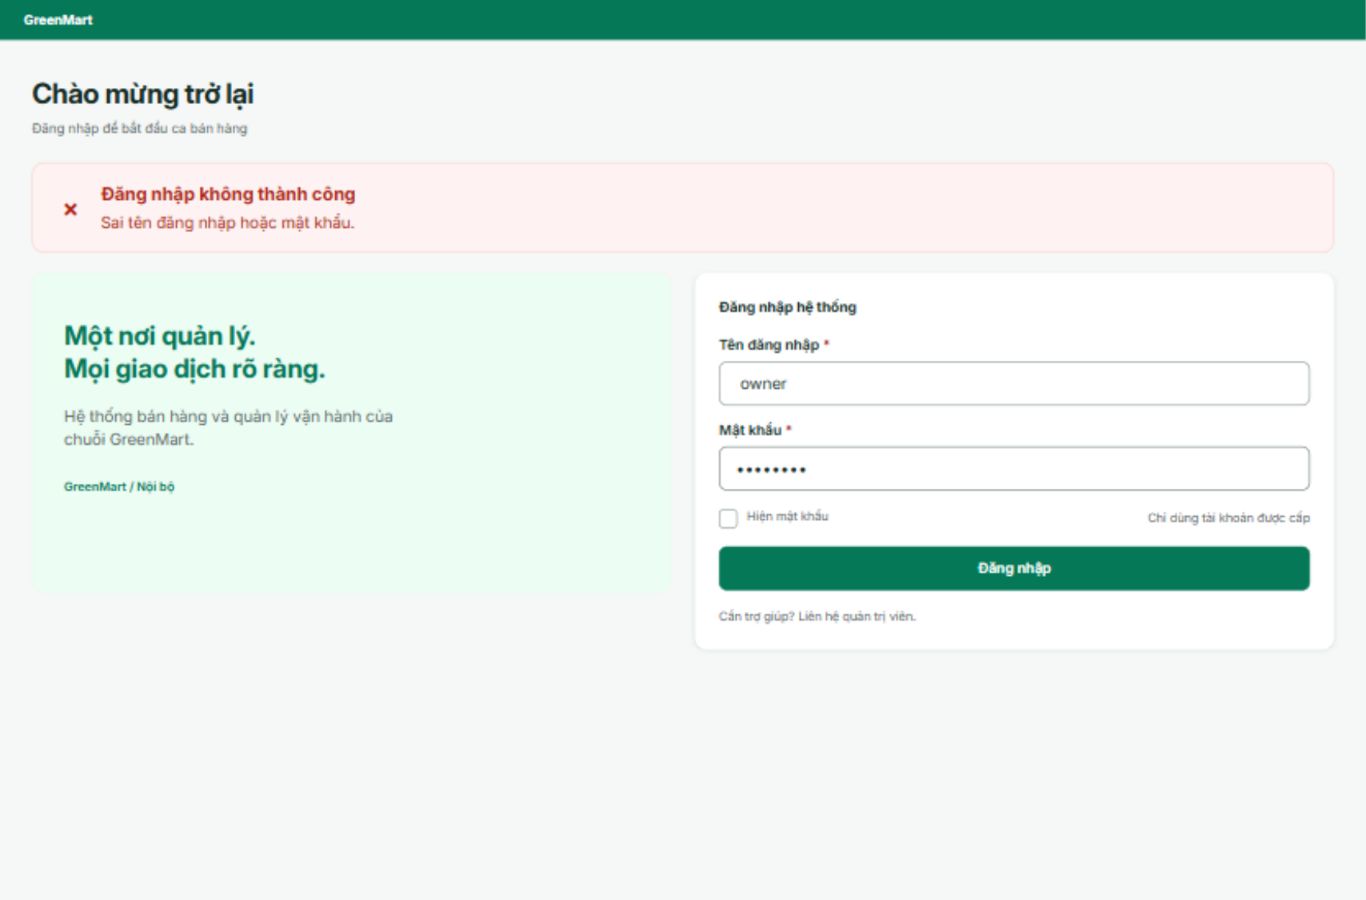 GreenMart
Chào mừng trở lại
Đăng nhập để bắt đầu ca bán hàng
Đăng nhập không thành công
Sai tên đăng nhập hoặc mật khẩu.
Một nơi quản lý.
Mọi giao dịch rõ ràng.
Hệ thống bán hàng và quản lý vận hành của
chuỗi GreenMart.
GreenMart / Nội bộ
Đăng nhập hệ thống
Tên đăng nhập *
owner
Mật khẩu *
••••••••
Hiện mật khẩu
Chỉ dùng tài khoản được cấp
Đăng nhập
Cần trợ giúp? Liên hệ quản trị viên.